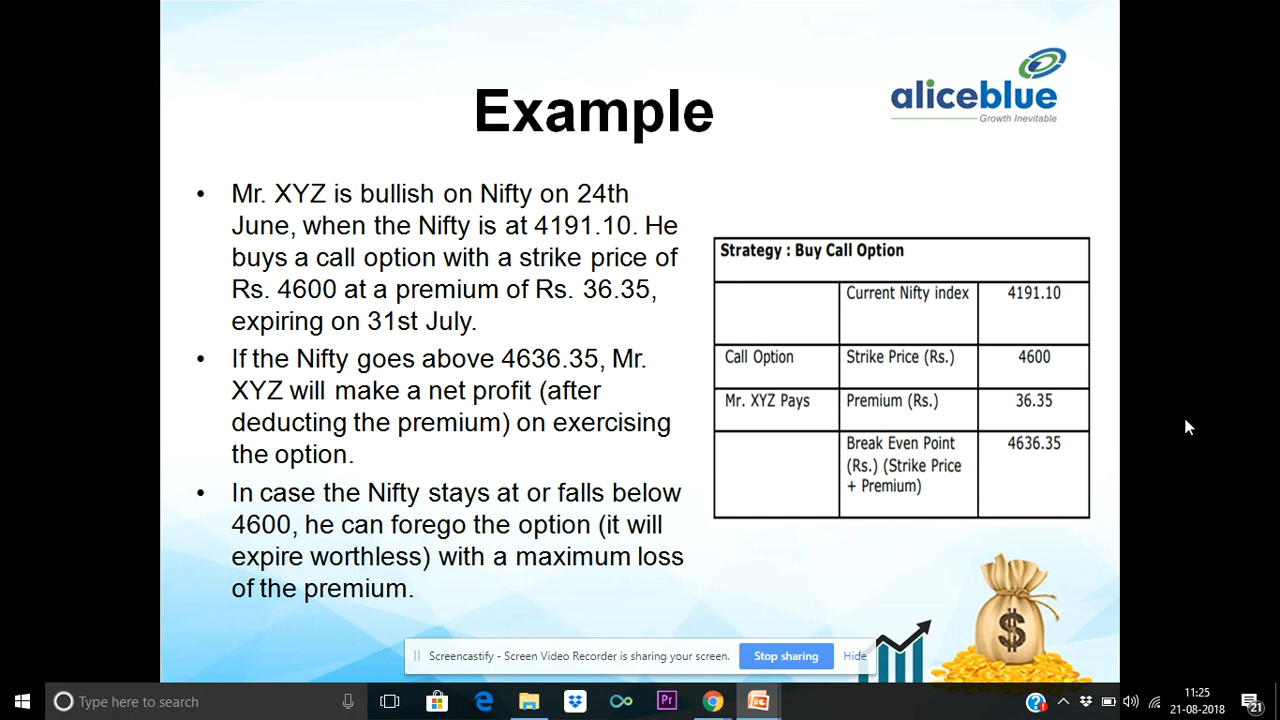 aliceblue
Growth Inevitable
Example
• Mr. XYZ is bullish on Nifty on 24th
June, when the Nifty is at 4191.10. He
buys a call option with a strike price of
Rs. 4600 at a premium of Rs. 36.35,
expiring on 31st July.
• If the Nifty goes above 4636.35, Mr.
XYZ will make a net profit (after
deducting the premium) on exercising
the option.
• In case the Nifty stays at or falls below
4600, he can forego the option (it will
expire worthless) with a maximum loss
of the premium.
Strategy : Buy Call Option
Current Nifty index 4191.10
Call Option Strike Price (Rs.) 4600
Mr. XYZ Pays Premium (Rs.) 36.35
Break Even Point 4636.35
(Rs.) (Strike Price
+ Premium)
$
Screencastify - Screen Video Recorder is sharing your screen. Stop sharing Hide
Type here to search
Pr
11:25
21-08-2018
21